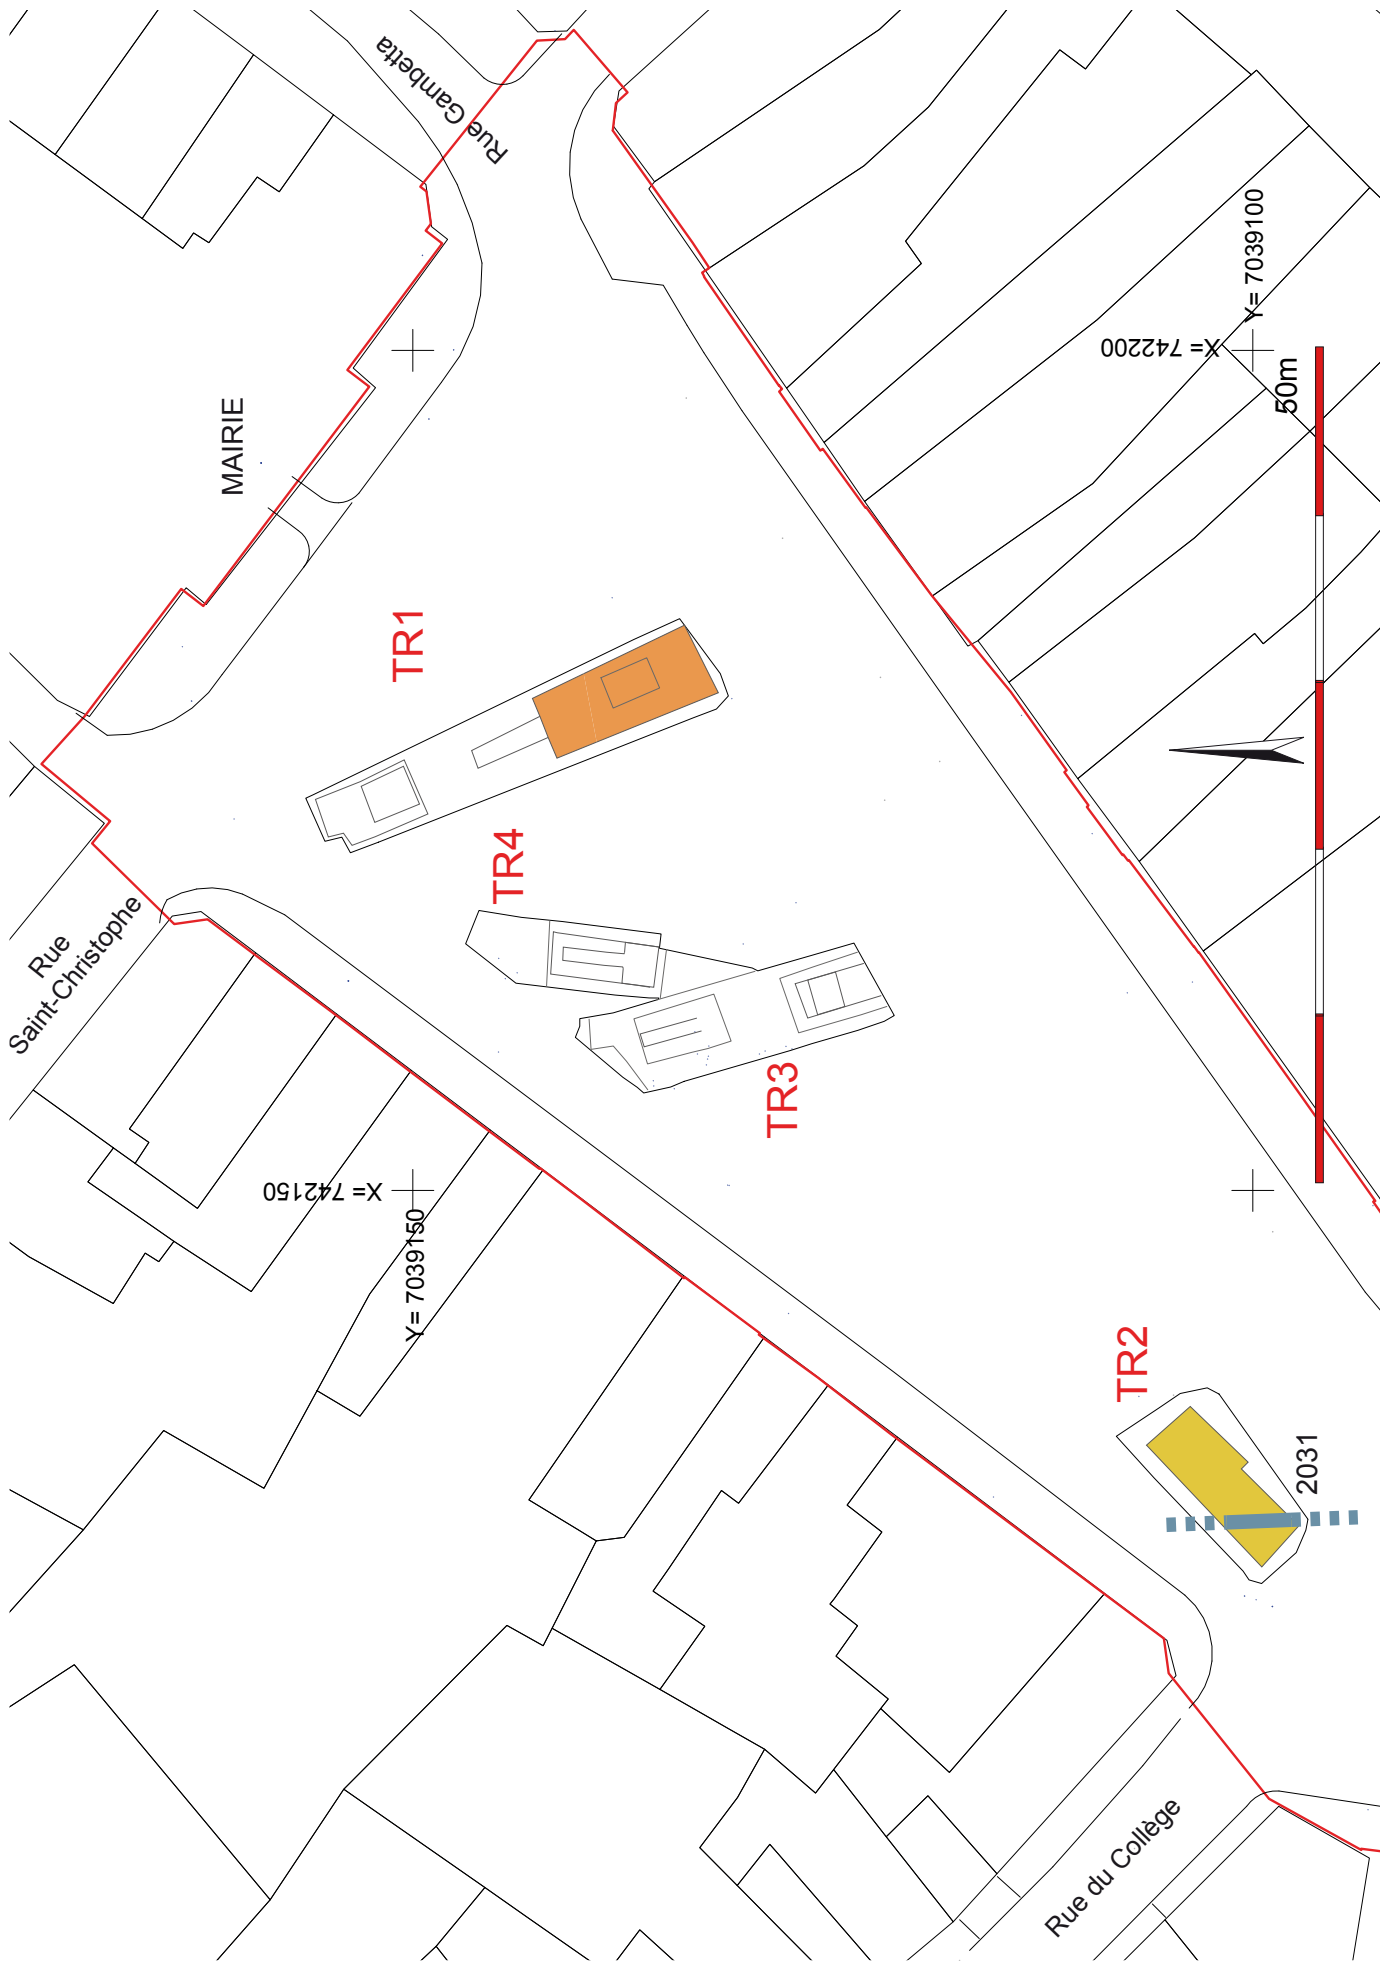 Rue Gambetta
MAIRIE
Y= 7039100
X= 742200
50m
TR1
TR4
Rue
Saint-Christophe
TR3
X= 742150
Y= 7039150
TR2
2031
Rue du Collège